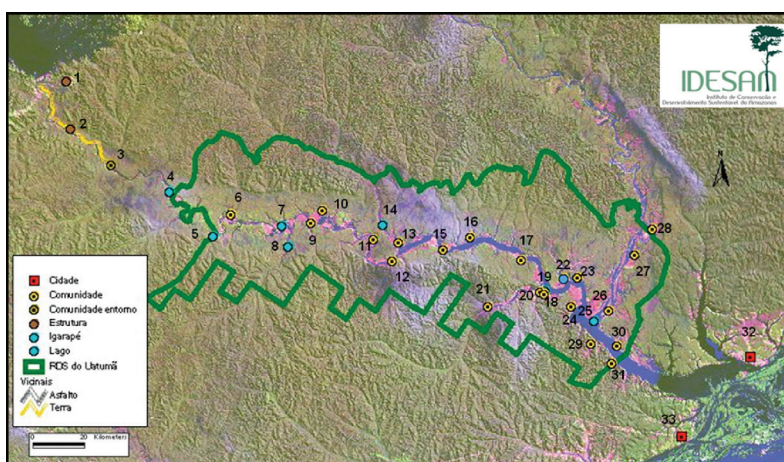 IDESAM
Instituto de Conservação e
Desenvolvimento Sustentável do Amazonas
1
2
3
4
5
6
7
8
9
10
11
12
13
14
15
16
17
18
19
20
21
22
23
24
25
26
27
28
29
30
31
32
33
Cidade
Comunidade
Comunidade entorno
Estrutura
Igarapé
Lago
RDS do Uatumã
Vicinais
Asfalto
Terra
0 20 Kilometers